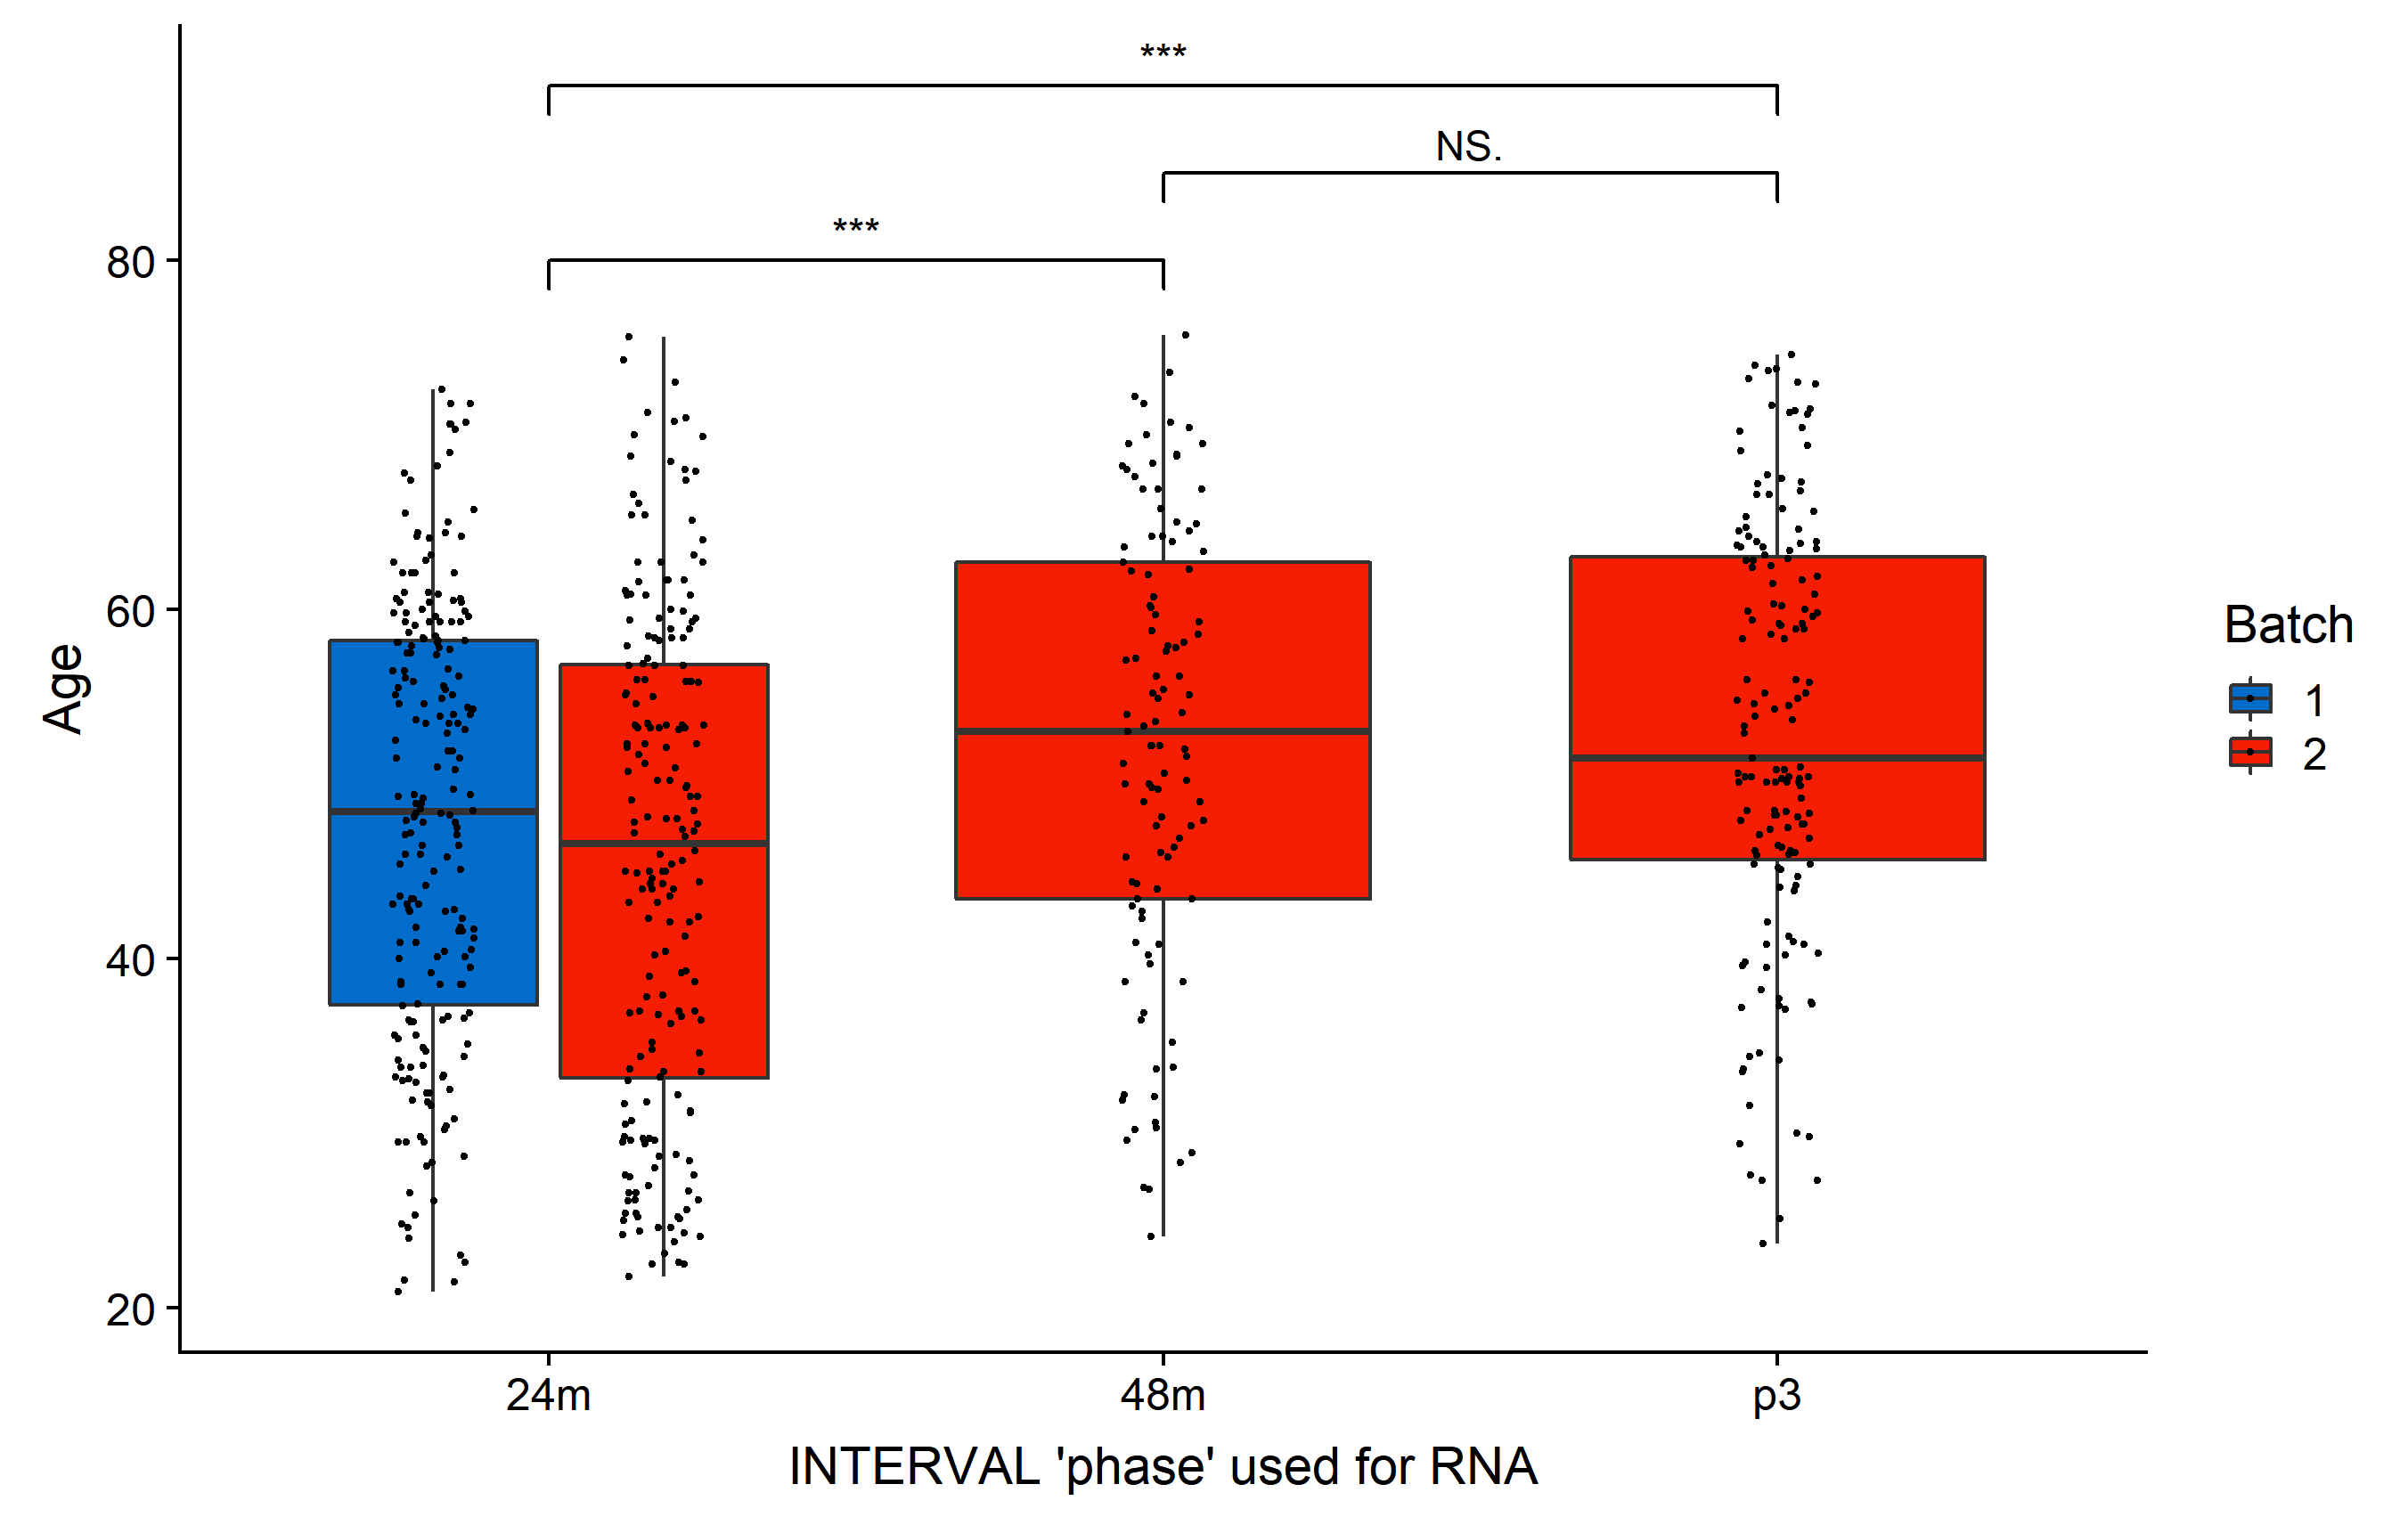 ***
NS.
***
80
60
40
20
Age
24m
48m
p3
INTERVAL 'phase' used for RNA
Batch
1
2